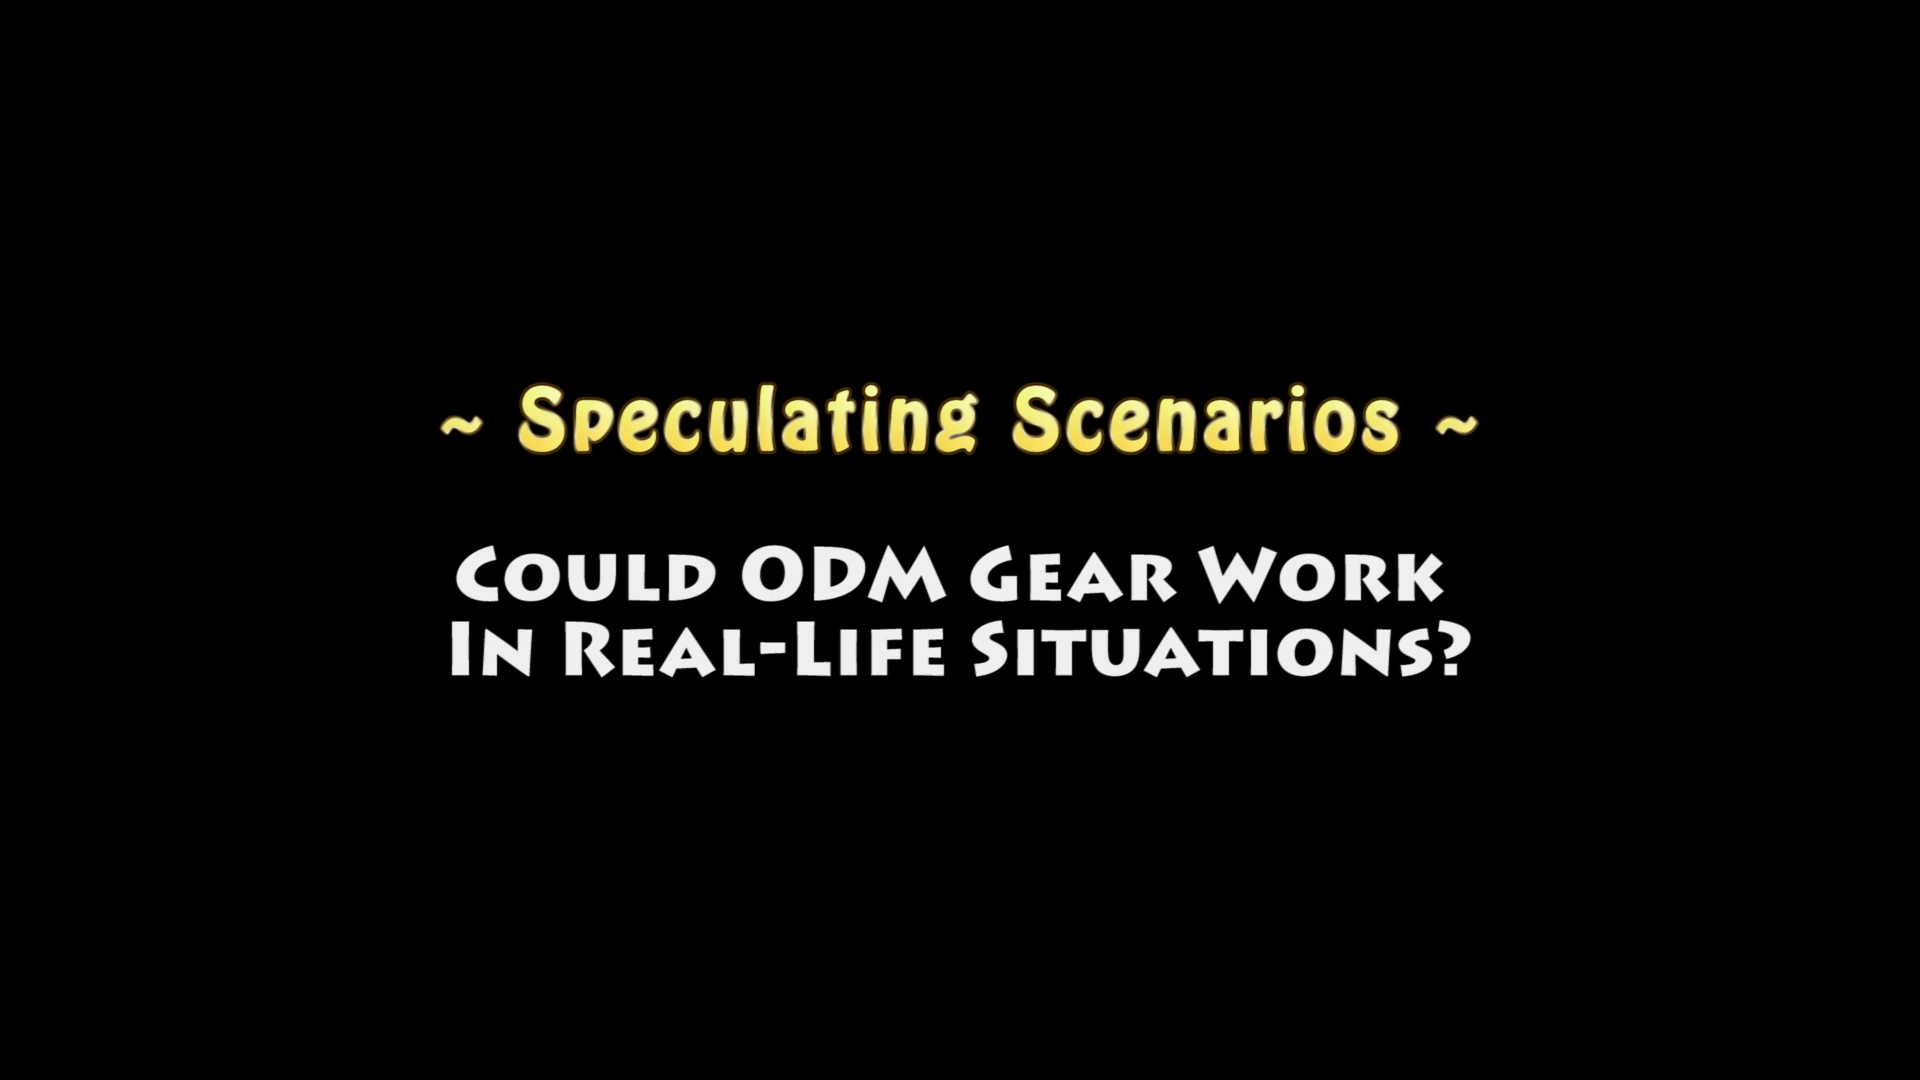 ~ Speculating Scenarios ~
Could ODM Gear Work
In Real-Life Situations?